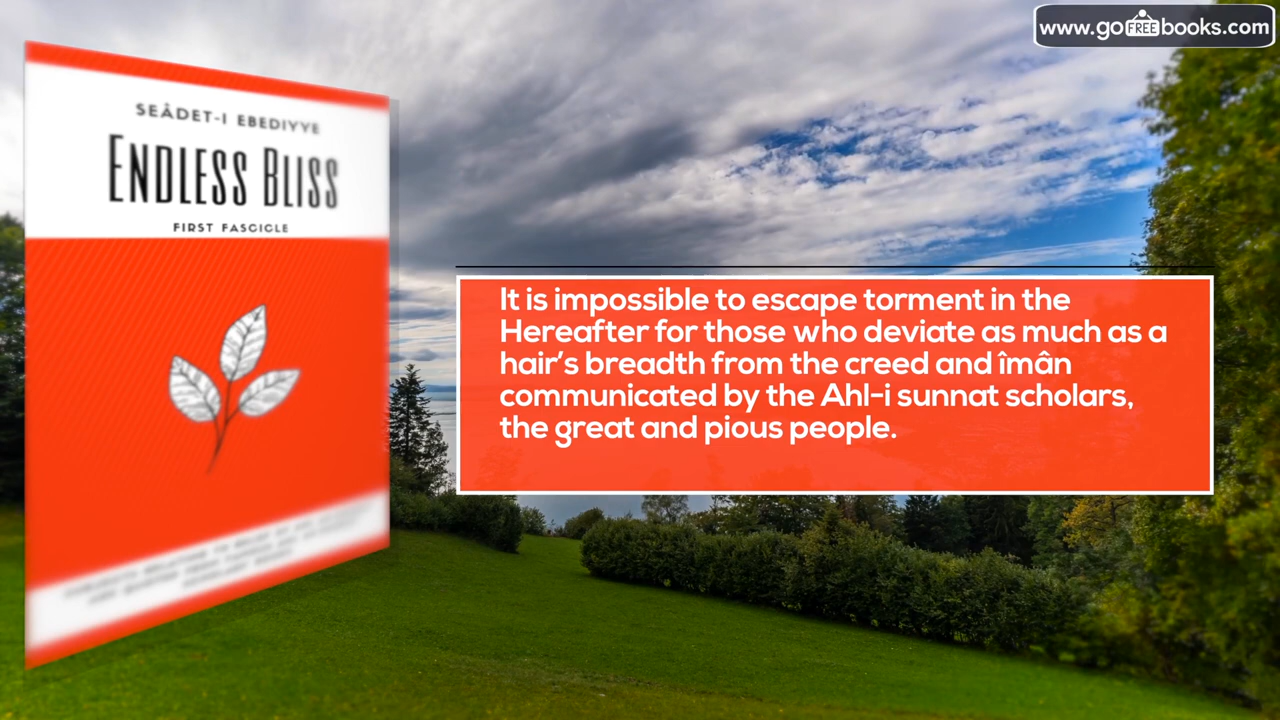 www.goFREEbooks.com
SEÂDET-I EBEDIYYE
ENDLESS BLISS
FIRST FASCICLE
It is impossible to escape torment in the
Hereafter for those who deviate as much as a
hair's breadth from the creed and îmân
communicated by the Ahl-i sunnat scholars,
the great and pious people.